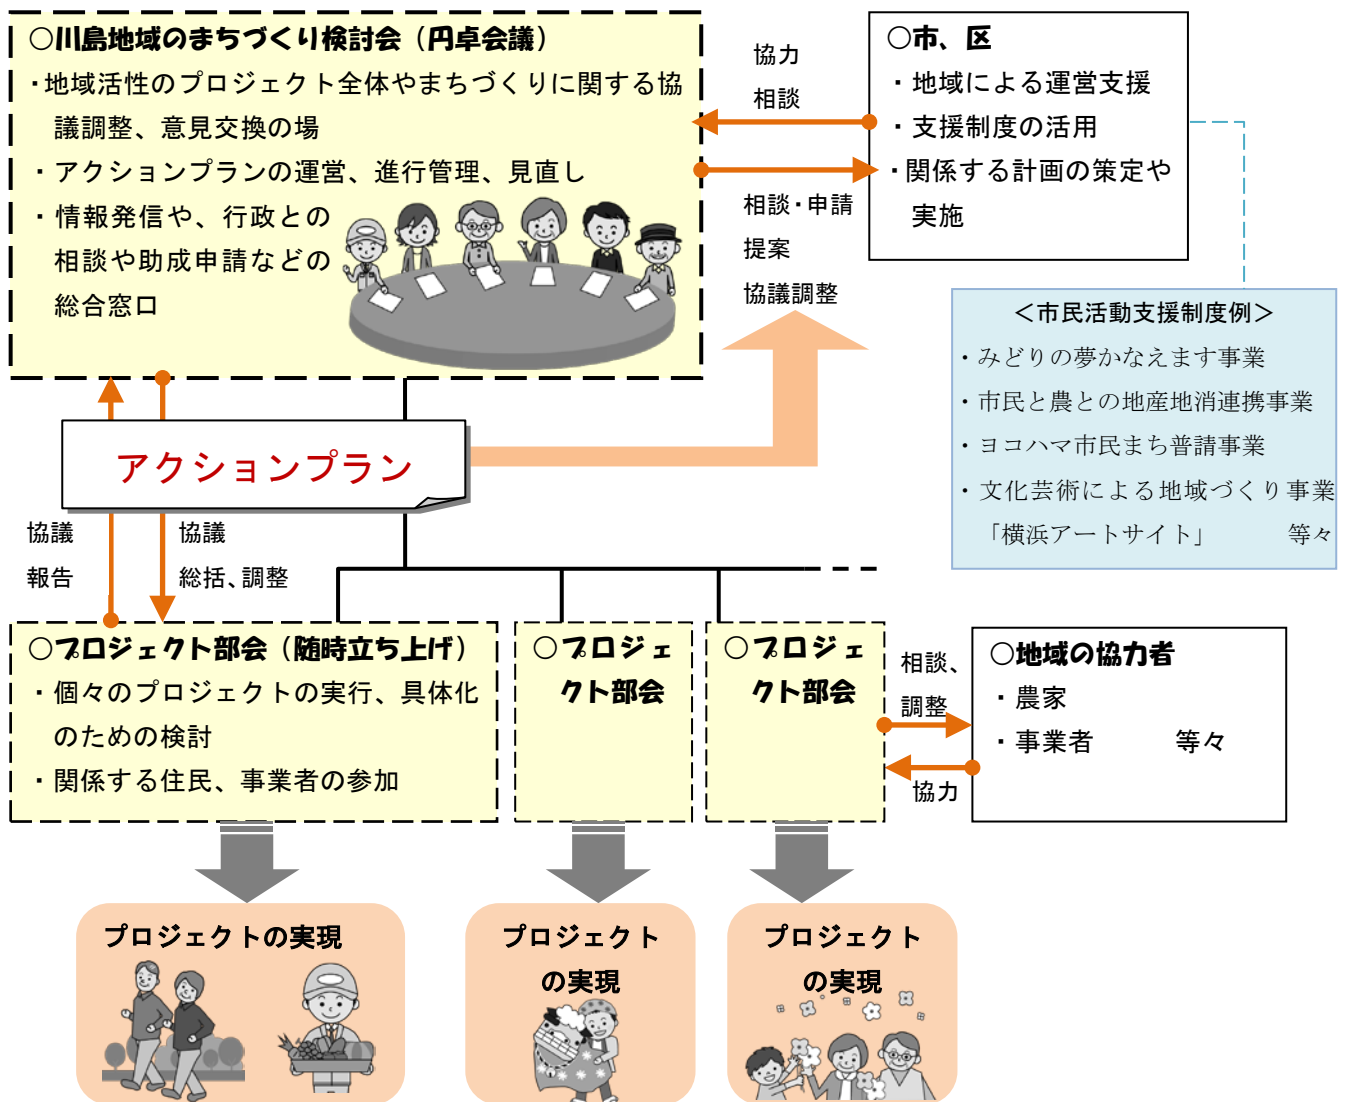 ○川島地域のまちづくり検討会（円卓会議）
・地域活性のプロジェクト全体やまちづくりに関する協
議調整、意見交換の場
・アクションプランの運営、進行管理、見直し
・情報発信や、行政との
相談や助成申請などの
総合窓口
協力
相談
相談・申請
提案
協議調整
○市、区
・地域による運営支援
・支援制度の活用
・関係する計画の策定や
実施
＜市民活動支援制度例＞
・みどりの夢かなえます事業
・市民と農との地産地消連携事業
・ヨコハマ市民まち普請事業
・文化芸術による地域づくり事業
「横浜アートサイト」 等々
アクションプラン
協議
報告
協議
総括、調整
○プロジェクト部会（随時立ち上げ）
・個々のプロジェクトの実行、具体化
のための検討
・関係する住民、事業者の参加
○プロジェ
クト部会
○プロジェ
クト部会
相談、
調整
協力
○地域の協力者
・農家
・事業者 等々
プロジェクトの実現
プロジェクト
の実現
プロジェクト
の実現